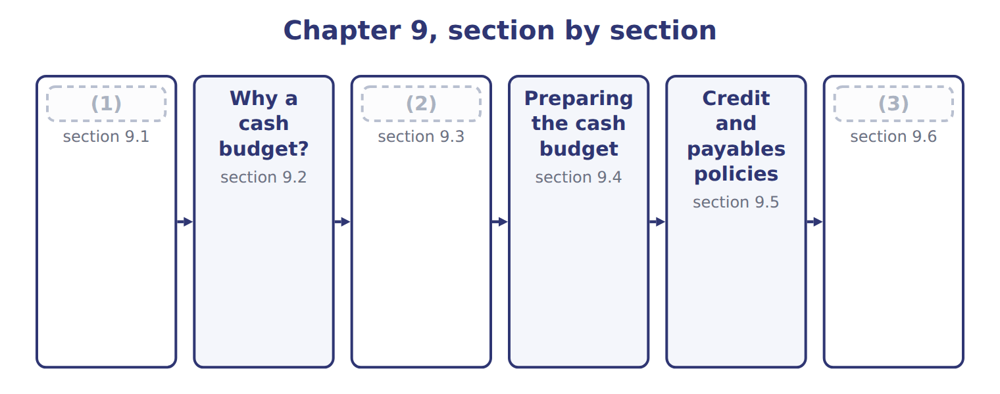 Chapter 9, section by section
(1)
section 9.1
Why a
cash
budget?
section 9.2
(2)
section 9.3
Preparing
the cash
budget
section 9.4
Credit
and
payables
policies
section 9.5
(3)
section 9.6